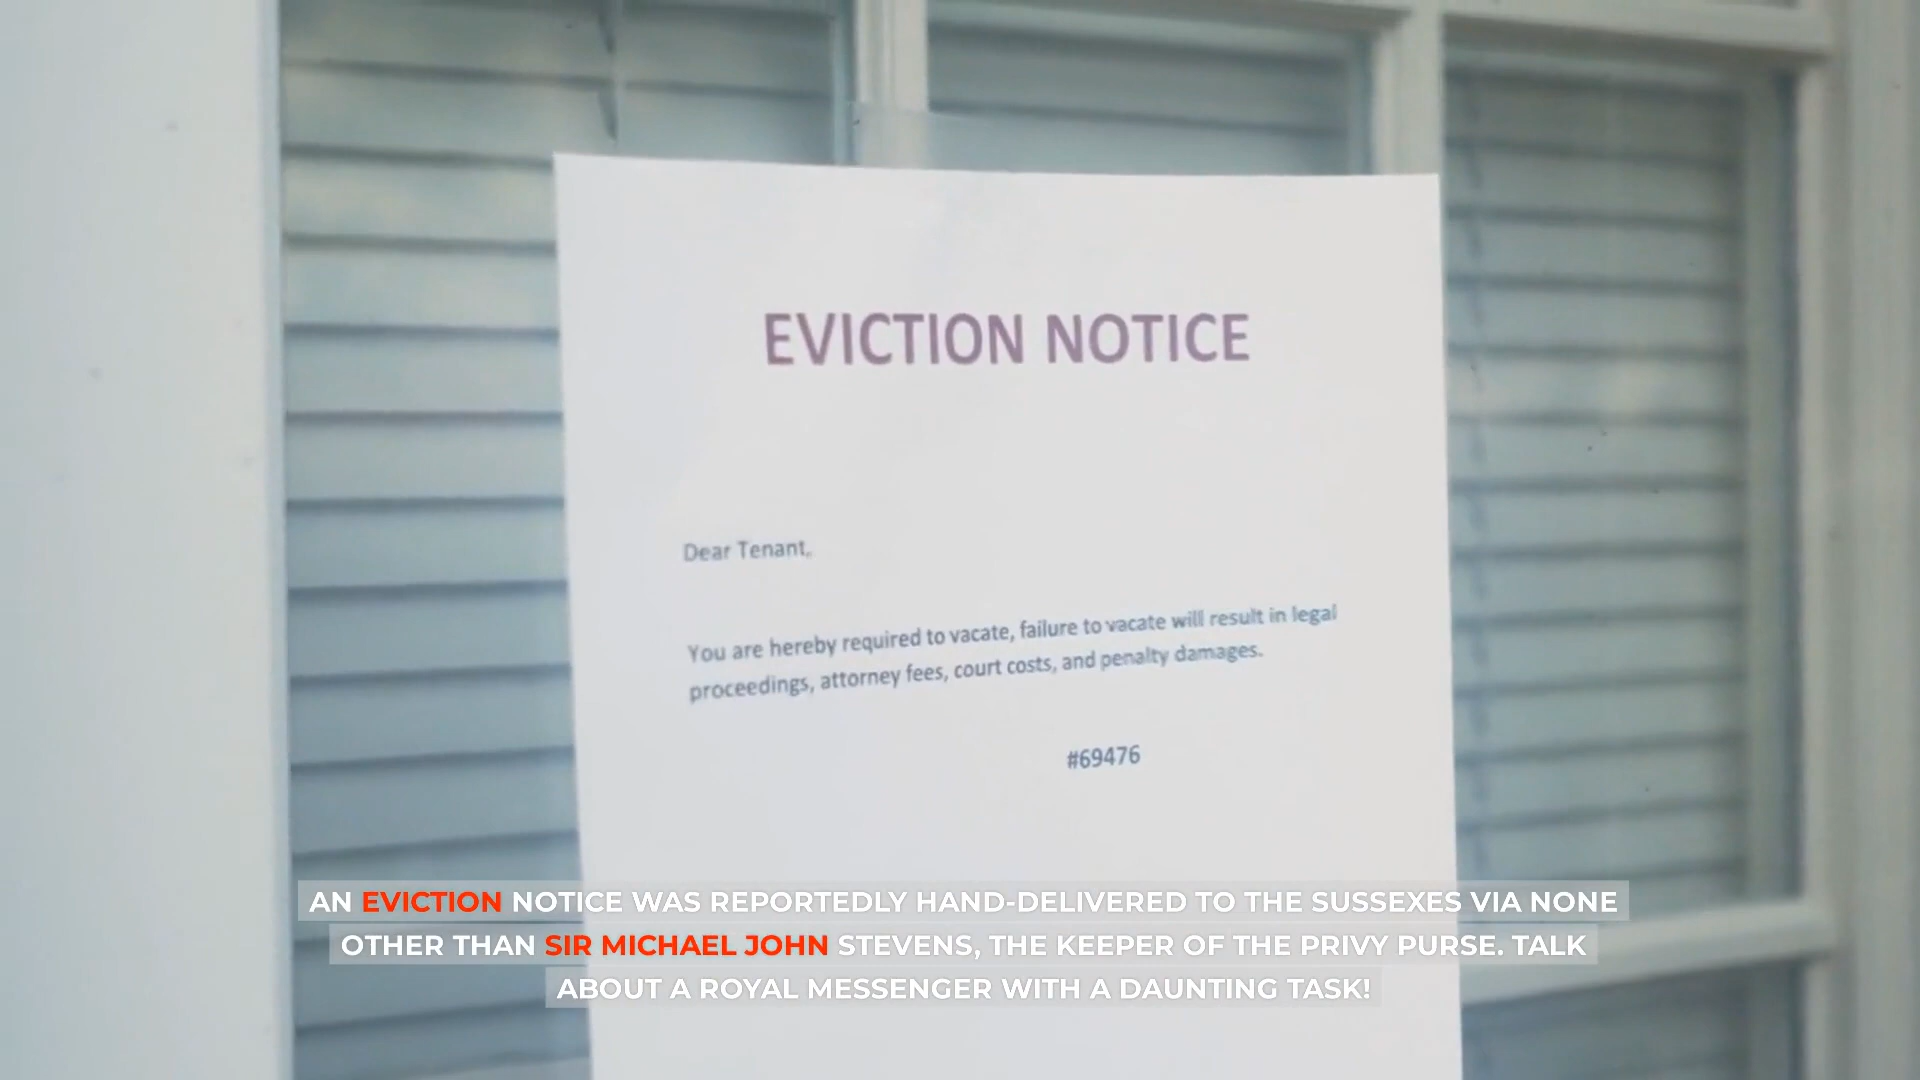 EVICTION NOTICE
Dear Tenant,
You are hereby required to vacate, failure to vacate will result in legal
proceedings, attorney fees, court costs, and penalty damages.
#69476
AN EVICTION NOTICE WAS REPORTEDLY HAND-DELIVERED TO THE SUSSEXES VIA NONE
OTHER THAN SIR MICHAEL JOHN STEVENS, THE KEEPER OF THE PRIVY PURSE. TALK
ABOUT A ROYAL MESSENGER WITH A DAUNTING TASK!